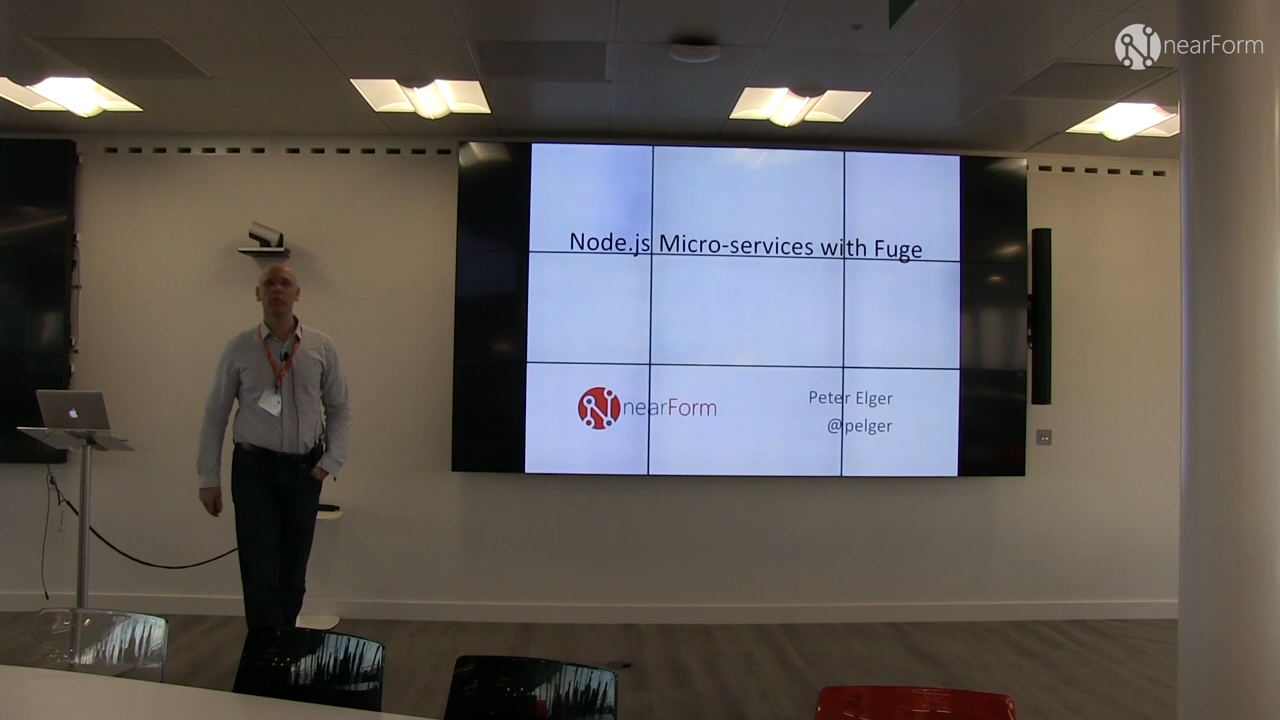 nearForm
Node.js Micro-services with Fuge
nearForm
Peter Elger
@pelger